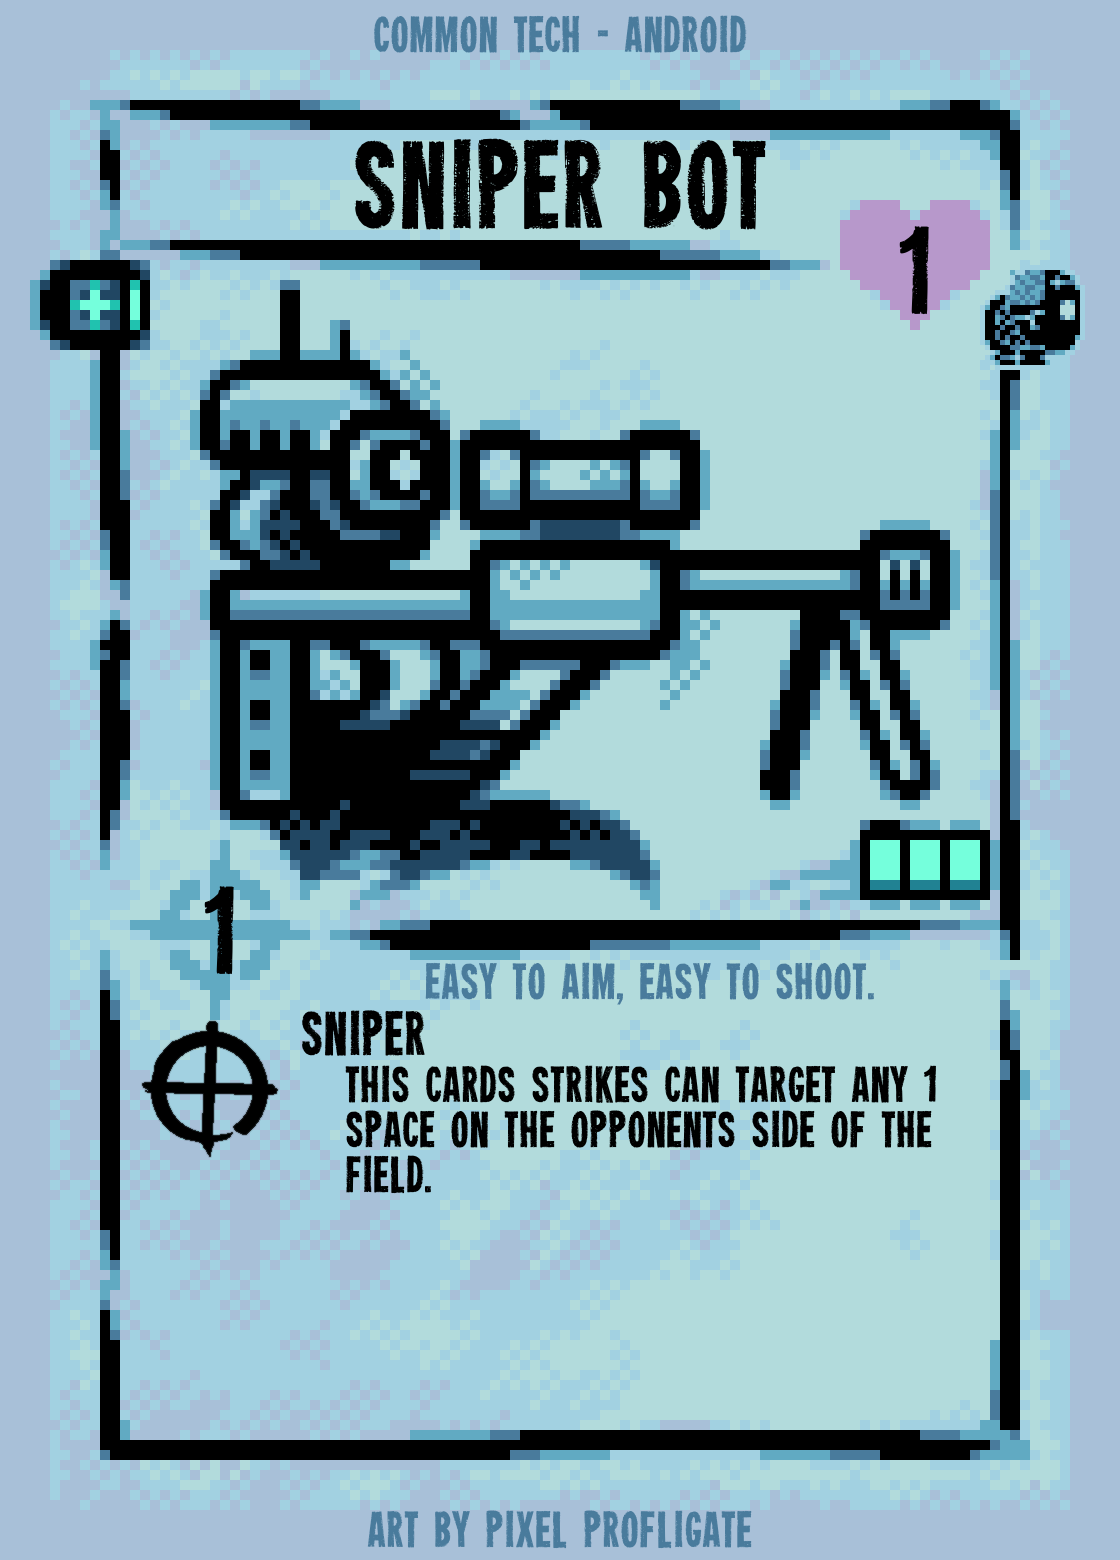 COMMON TECH - ANDROID
SNIPER BOT
1
1
EASY TO AIM, EASY TO SHOOT.
SNIPER
THIS CARDS STRIKES CAN TARGET ANY 1
SPACE ON THE OPPONENTS SIDE OF THE
FIELD.
ART BY PIXEL PROFLIGATE